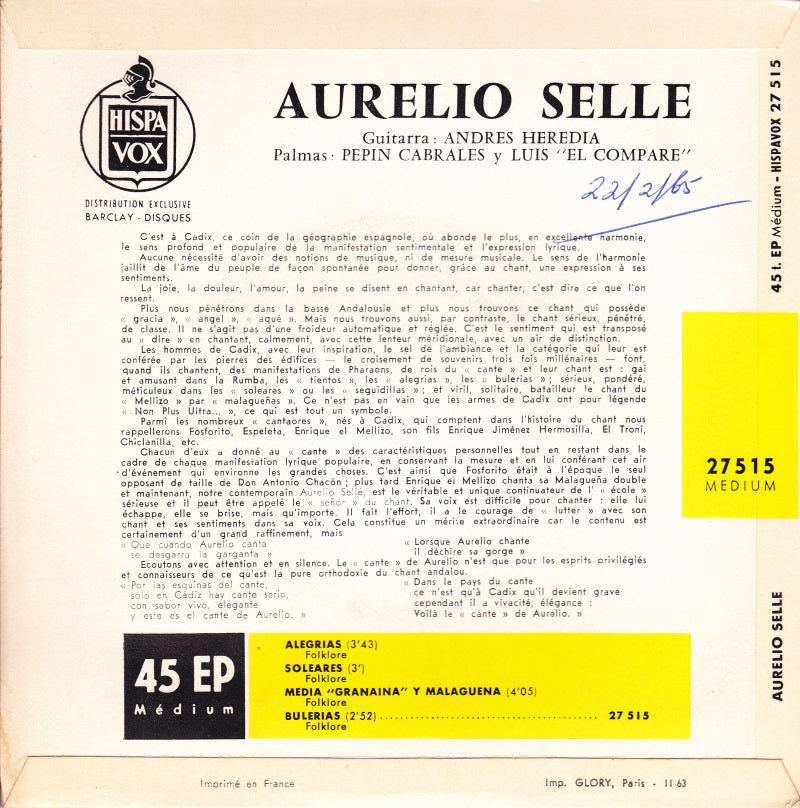 HISPA
VOX
DISTRIBUTION EXCLUSIVE
BARCLAY - DISQUES
AURELIO SELLE
Guitarra : ANDRES HEREDIA
Palmas : PEPIN CABRALES y LUIS "EL COMPARE"
22/2/65
C'est à Cadix, ce coin de la géographie espagnole, où abonde le plus, en excellente harmonie,
le sens profond et populaire de la manifestation sentimentale et l'expression lyrique.
Aucune nécessité d'avoir des notions de musique, ni de mesure musicale. Le sens de l'harmonie
jaillit de l'âme du peuple de façon spontanée pour donner, grâce au chant, une expression à ses
sentiments.
La joie, la douleur, l'amour, la peine se disent en chantant, car chanter, c'est dire ce que l'on
ressent.
Plus nous pénétrons dans la basse Andalousie et plus nous trouvons ce chant qui possède
« gracia », « angel », « aqué ». Mais nous trouvons aussi, par contraste, le chant sérieux, pénétré,
de classe. Il ne s'agit pas d'une froideur automatique et réglée. C'est le sentiment qui est transposé
au « dire » en chantant, calmement, avec cette lenteur méridionale, avec un air de distinction.
Les hommes de Cadix, avec leur inspiration, le sel de l'ambiance et la catégorie qui leur est
conférée par les pierres des édifices — le croisement de souvenirs trois fois millénaires — font,
quand ils chantent, des manifestations de Pharaons, de rois du « cante » et leur chant est : gai
et amusant dans la Rumba, les « tientos », les « alegrias », les « bulerias » ; sérieux, pondéré,
méticuleux dans les « soleares » ou les « seguidillas » ; et viril, solitaire, batailleur le chant du
« Mellizo » par « malagueñas ». Ce n'est pas en vain que les armes de Cadix ont pour légende
« Non Plus Ultra... », ce qui est tout un symbole.
Parmi les nombreux « cantaores », nés à Cadix, qui comptent dans l'histoire du chant nous
rappellerons Fosforito, Espeleta, Enrique el Mellizo, son fils Enrique Jiménez Hermosilla, El Troni,
Chiclanilla, etc.
Chacun d'eux a donné au « cante » des caractéristiques personnelles tout en restant dans le
cadre de chaque manifestation lyrique populaire, en conservant la mesure et en lui conférant cet air
d'événement qui environne les grandes choses. C'est ainsi que Fosforito était à l'époque le seul
opposant de taille de Don Antonio Chacón ; plus tard Enrique el Mellizo chanta sa Malagueña double
et maintenant, notre contemporain Aurelio Sellé, est le véritable et unique continuateur de l' « école »
sérieuse et il peut être appelé le « señor » du chant. Sa voix est difficile pour chanter : elle lui
échappe, elle se brise, mais qu'importe. Il fait l'effort, il a le courage de « lutter » avec son
chant et ses sentiments dans sa voix. Cela constitue un mérite extraordinaire car le contenu est
certainement d'un grand raffinement, mais
« Que cuando Aurelio canta
se desgarra la garganta »
« Lorsque Aurelio chante
il déchire sa gorge »
Ecoutons avec attention et en silence. Le « cante » de Aurelio n'est que pour les esprits privilégiés
et connaisseurs de ce qu'est la pure orthodoxie du chant andalou.
« Por las esquinas del cante,
sólo en Cádiz hay cante serio,
con sabor vivo, elegante
y este es el cante de Aurelio. »
« Dans le pays du cante
ce n'est qu'à Cadix qu'il devient grave
cependant il a vivacité, élégance :
Voilà le « cante » de Aurelio. »
45 EP
Médium
ALEGRIAS (3'43)
Folklore
SOLEARES (3')
Folklore
MEDIA "GRANAINA" Y MALAGUENA (4'05)
Folklore
BULERIAS (2'52) ............ 27 515
Folklore
Imprimé en France
Imp. GLORY, Paris - 11-63
45 t. EP Médium - HISPAVOX 27 515
27515
MEDIUM
AURELIO SELLE